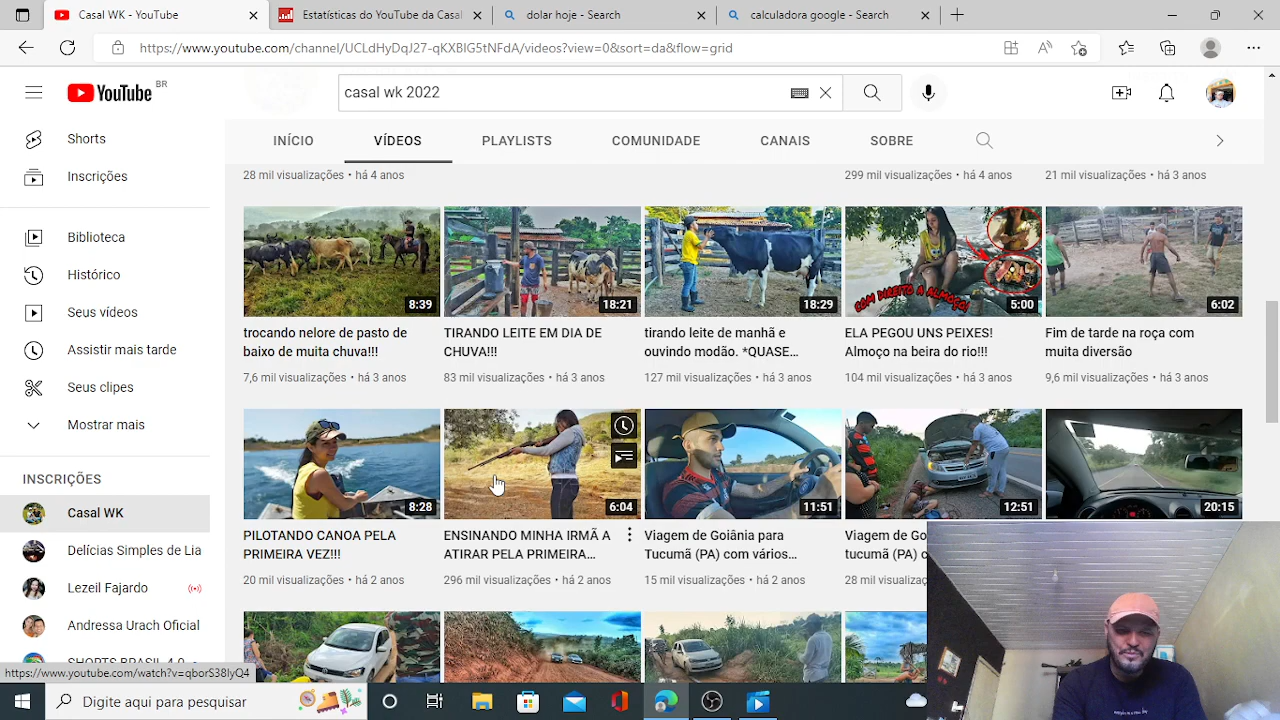 Casal WK - YouTube
Estatísticos do YouTube da Casal
dolar hoje - Search
calculadora google - Search
https://www.youtube.com/channel/UCLdHyDqJ27-qKXBIG5tNFdA/videos?view=0&sort=da&flow=grid
YouTube BR
casal wk 2022
Shorts
Inscrições
Biblioteca
Histórico
Seus vídeos
Assistir mais tarde
Seus clipes
Mostrar mais
INSCRIÇÕES
Casal WK
Delícias Simples de Lia
Lezeil Fajardo
Andressa Urach Oficial
SHORTS BRASIL 4.0
INÍCIO VÍDEOS PLAYLISTS COMUNIDADE CANAIS SOBRE
28 mil visualizações • há 4 anos
299 mil visualizações • há 4 anos
21 mil visualizações • há 3 anos
8:39
trocando nelore de pasto de
baixo de muita chuva!!!
7,6 mil visualizações • há 3 anos
18:21
TIRANDO LEITE EM DIA DE
CHUVA!!!
83 mil visualizações • há 3 anos
18:29
tirando leite de manhã e
ouvindo modão. *QUASE...
127 mil visualizações • há 3 anos
COM DIREITO A ALMOÇO!
5:00
ELA PEGOU UNS PEIXES!
Almoço na beira do rio!!!
104 mil visualizações • há 3 anos
6:02
Fim de tarde na roça com
muita diversão
9,6 mil visualizações • há 3 anos
8:28
PILOTANDO CANOA PELA
PRIMEIRA VEZ!!!
20 mil visualizações • há 2 anos
6:04
ENSINANDO MINHA IRMÃ A
ATIRAR PELA PRIMEIRA...
296 mil visualizações • há 2 anos
11:51
Viagem de Goiânia para
Tucumã (PA) com vários...
15 mil visualizações • há 2 anos
12:51
Viagem de Go
tucumã (PA) c
28 mil visualizaç
20:15
https://www.youtube.com/watch?v=qborS38lyQ4
Digite aqui para pesquisar